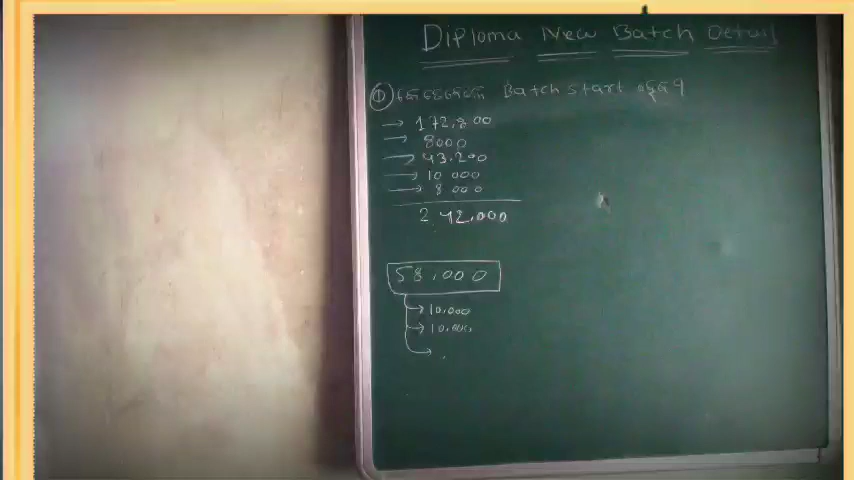 Diploma New Batch Detail
① Batch start
→ 172,800
→ 8000
→ 43,200
→ 10 000
→ 8 000
2 42,000
58,000
→ 10,000
→ 10,000
→